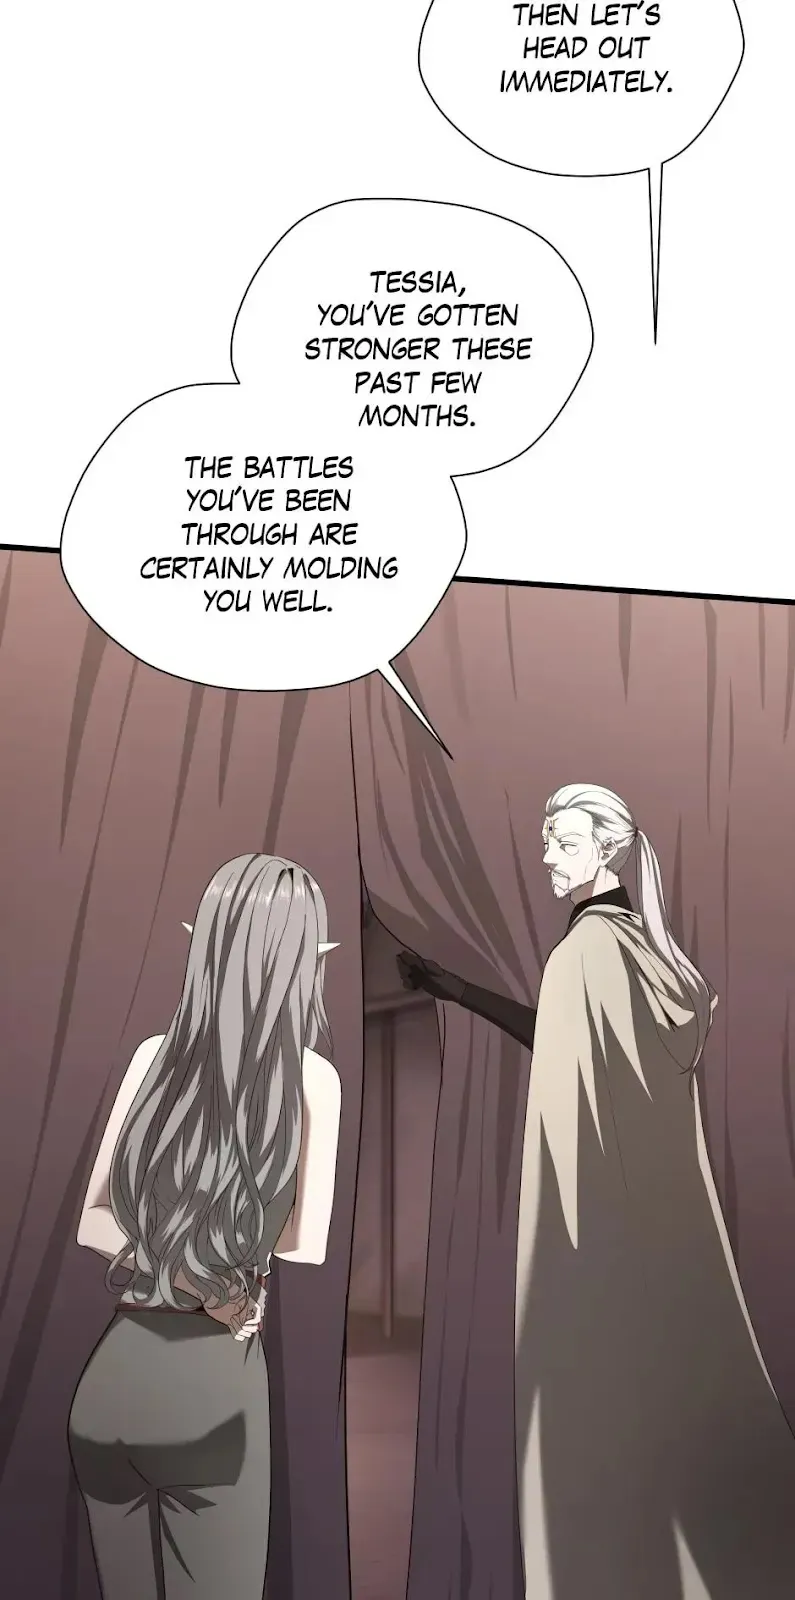 THEN LET'S
HEAD OUT
IMMEDIATELY.
TESSIA,
YOU'VE GOTTEN
STRONGER THESE
PAST FEW
MONTHS.
THE BATTLES
YOU'VE BEEN
THROUGH ARE
CERTAINLY MOLDING
YOU WELL.